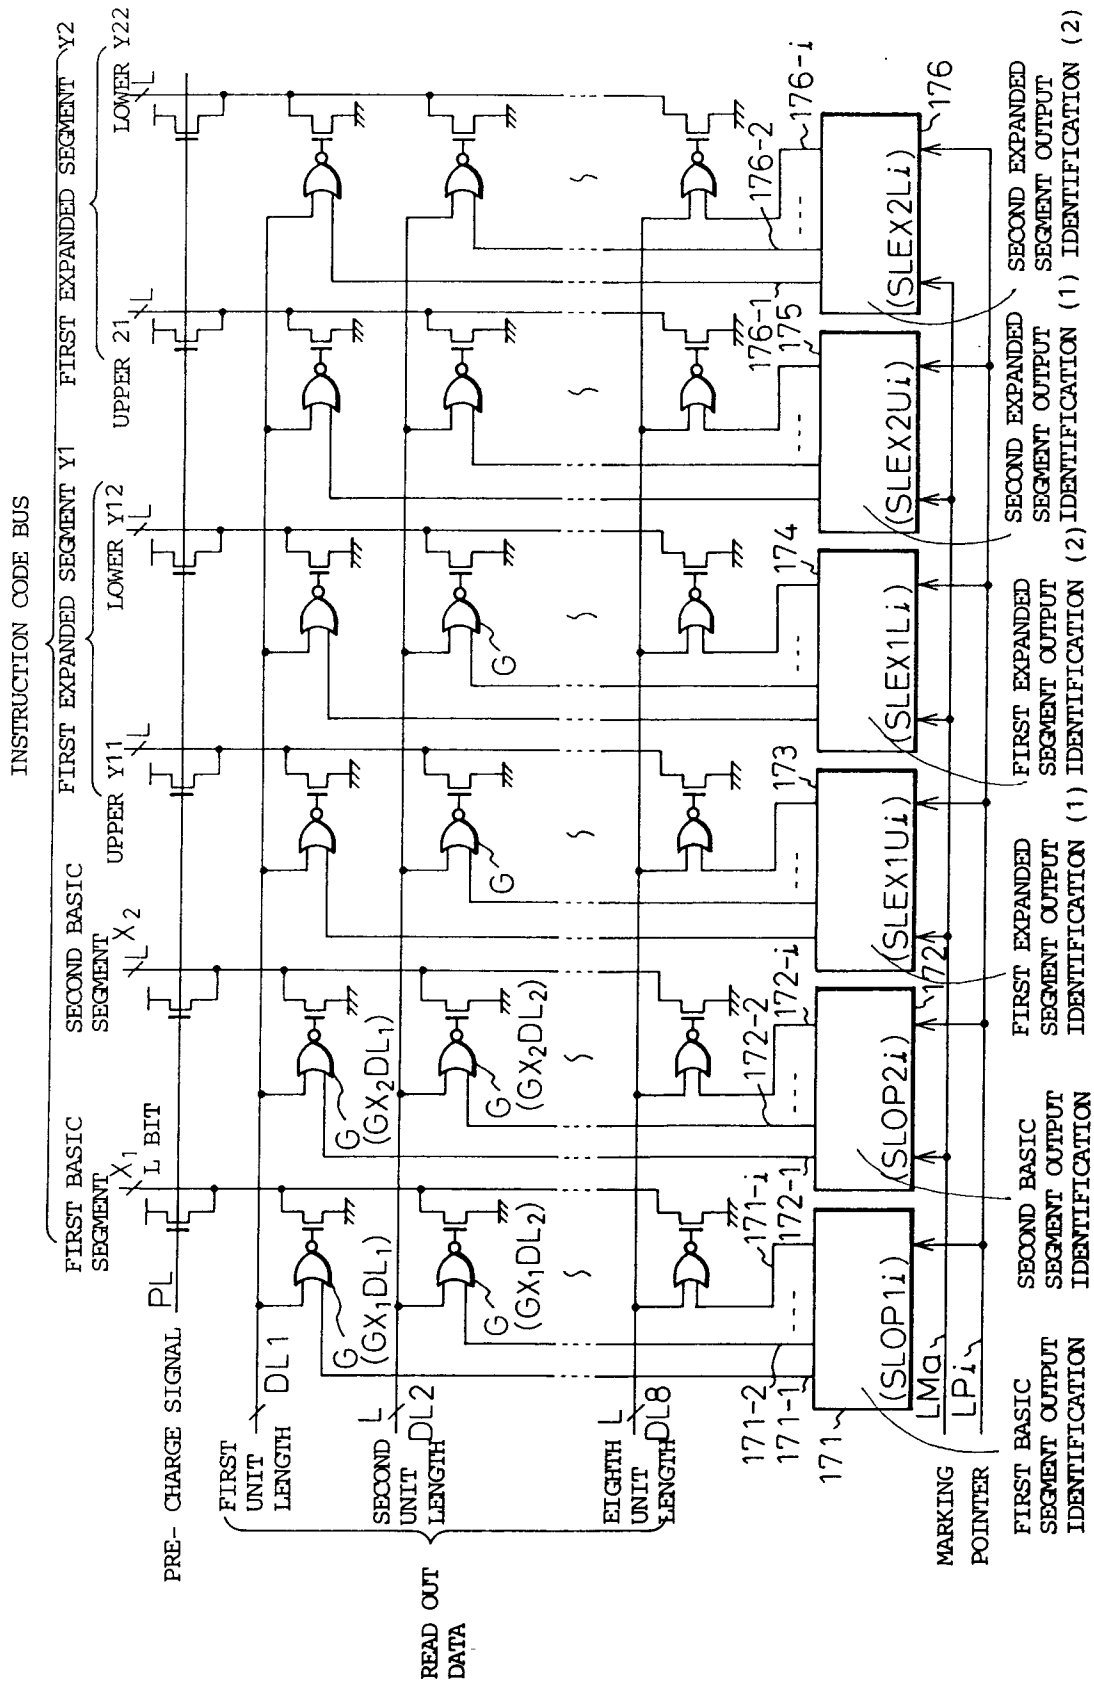 INSTRUCTION CODE BUS
FIRST BASIC
SEGMENT
X1
L BIT
SECOND BASIC
SEGMENT
X2
L
FIRST EXPANDED SEGMENT Y1
UPPER Y11
L
LOWER Y12
L
FIRST EXPANDED SEGMENT Y2
UPPER 21
L
LOWER Y22
L
PRE- CHARGE SIGNAL
PL
READ OUT
DATA
FIRST
UNIT
LENGTH
DL1
SECOND
UNIT
LENGTH
L
DL2
EIGHTH
UNIT
LENGTH
L
DL8
G
(GX1DL1)
G
(GX1DL2)
G
(GX2DL1)
G
(GX2DL2)
G
G
171-2
171-1
171
171-i
172-1
172-2
172-i
172
173
174
175
176-1
176-2
176-i
176
(SLOP1i)
(SLOP2i)
(SLEX1Ui)
(SLEX1Li)
(SLEX2Ui)
(SLEX2Li)
MARKING
LMa
POINTER
LPi
FIRST BASIC
SEGMENT OUTPUT
IDENTIFICATION
SECOND BASIC
SEGMENT OUTPUT
IDENTIFICATION
FIRST EXPANDED
SEGMENT OUTPUT
IDENTIFICATION (1)
FIRST EXPANDED
SEGMENT OUTPUT
IDENTIFICATION (2)
SECOND EXPANDED
SEGMENT OUTPUT
IDENTIFICATION (1)
SECOND EXPANDED
SEGMENT OUTPUT
IDENTIFICATION (2)